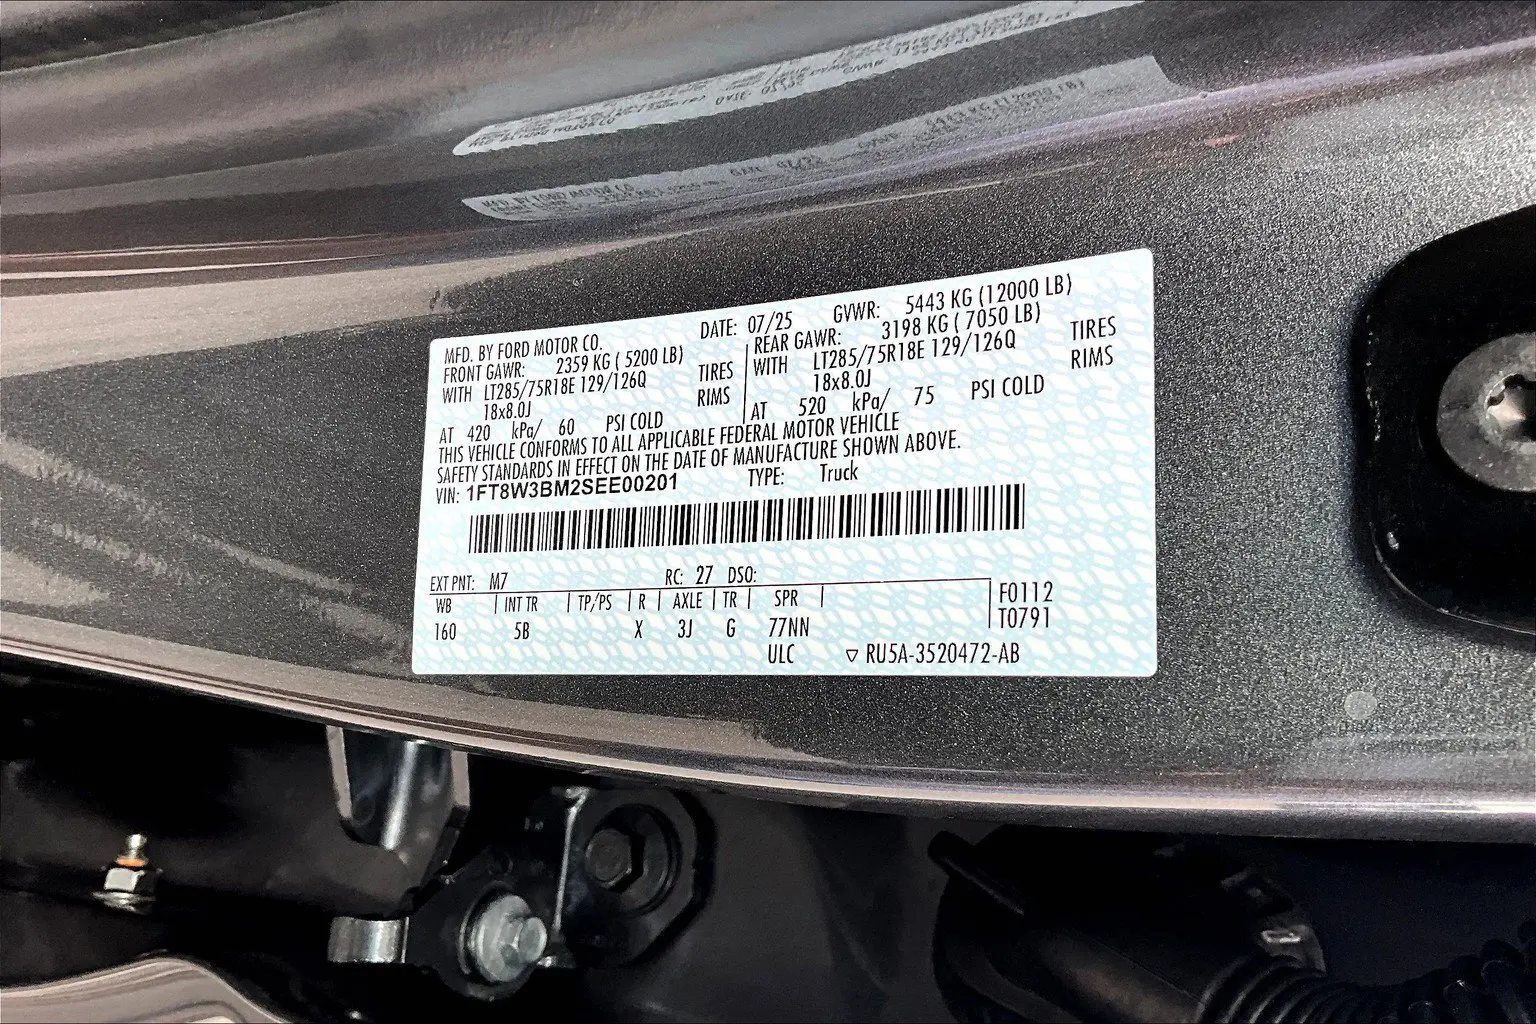 MFD. BY FORD MOTOR CO. DATE: 07/25 GVWR: 5443 KG (12000 LB)
FRONT GAWR: 2359 KG ( 5200 LB) REAR GAWR: 3198 KG ( 7050 LB)
WITH LT285/75R18E 129/126Q TIRES WITH LT285/75R18E 129/126Q TIRES
18x8.0J RIMS 18x8.0J RIMS
AT 420 kPa/ 60 PSI COLD AT 520 kPa/ 75 PSI COLD
THIS VEHICLE CONFORMS TO ALL APPLICABLE FEDERAL MOTOR VEHICLE
SAFETY STANDARDS IN EFFECT ON THE DATE OF MANUFACTURE SHOWN ABOVE.
VIN: 1FT8W3BM2SEE00201 TYPE: Truck
EXT PNT: M7 RC: 27 DSO:
WB INT TR TP/PS R AXLE TR SPR F0112
160 5B X 3J G 77NN T0791
ULC ▽ RU5A-3520472-AB